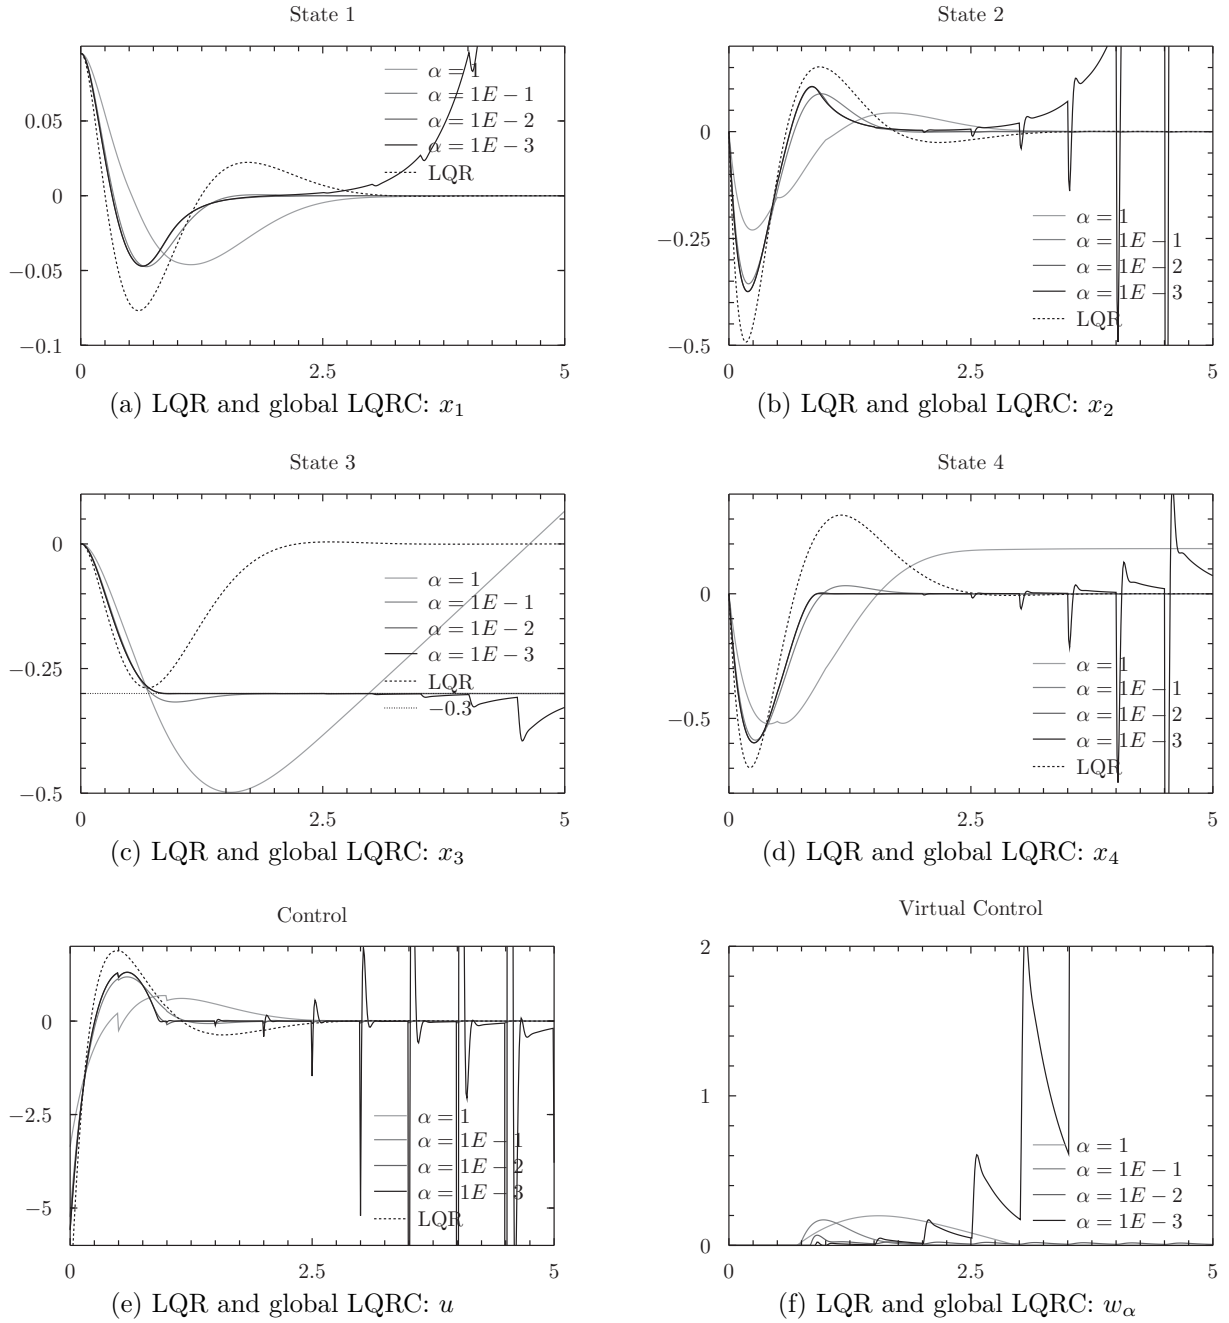 State 1
0.05
0
−0.05
−0.1
0
2.5
5
α = 1
α = 1E − 1
α = 1E − 2
α = 1E − 3
LQR
(a) LQR and global LQRC: x₁
State 2
0
−0.25
−0.5
0
2.5
5
α = 1
α = 1E − 1
α = 1E − 2
α = 1E − 3
LQR
(b) LQR and global LQRC: x₂
State 3
0
−0.25
−0.5
0
2.5
5
α = 1
α = 1E − 1
α = 1E − 2
α = 1E − 3
LQR
−0.3
(c) LQR and global LQRC: x₃
State 4
0
−0.5
0
2.5
5
α = 1
α = 1E − 1
α = 1E − 2
α = 1E − 3
LQR
(d) LQR and global LQRC: x₄
Control
0
−2.5
−5
0
2.5
5
α = 1
α = 1E − 1
α = 1E − 2
α = 1E − 3
LQR
(e) LQR and global LQRC: u
Virtual Control
2
1
0
0
2.5
5
α = 1
α = 1E − 1
α = 1E − 2
α = 1E − 3
(f) LQR and global LQRC: wα